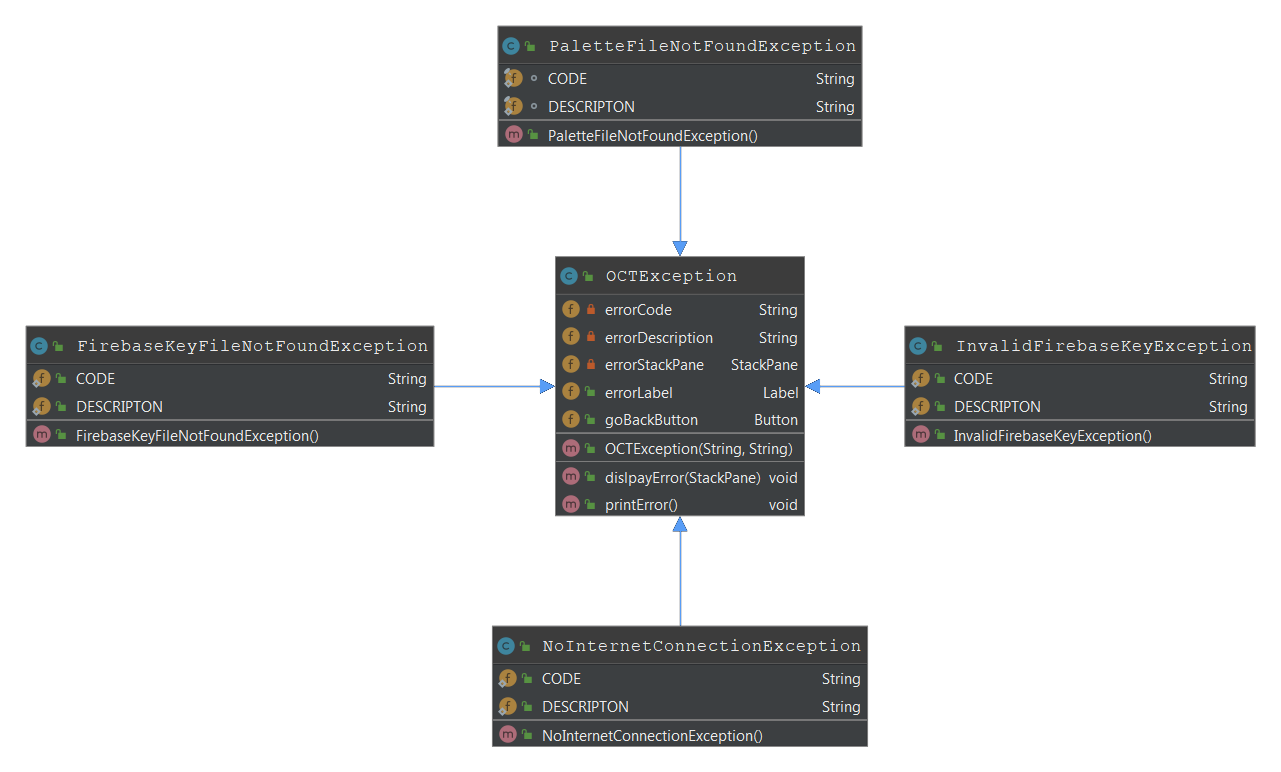 PaletteFileNotFoundException
CODE String
DESCRIPTON String
PaletteFileNotFoundException()
OCTException
errorCode String
errorDescription String
errorStackPane StackPane
errorLabel Label
goBackButton Button
OCTException(String, String)
dislpayError(StackPane) void
printError() void
FirebaseKeyFileNotFoundException
CODE String
DESCRIPTON String
FirebaseKeyFileNotFoundException()
InvalidFirebaseKeyException
CODE String
DESCRIPTON String
InvalidFirebaseKeyException()
NoInternetConnectionException
CODE String
DESCRIPTON String
NoInternetConnectionException()